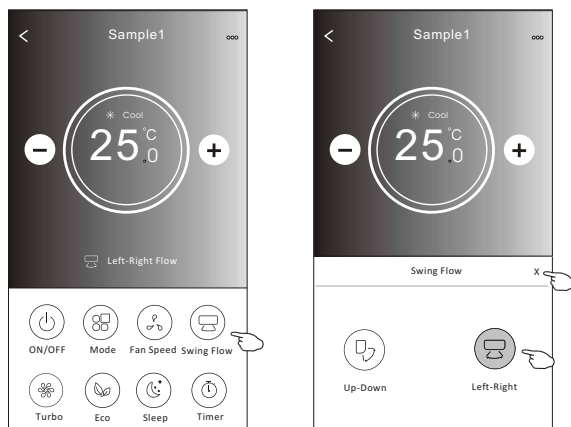 Sample1
Cool
25.0 °C
Left-Right Flow
ON/OFF Mode Fan Speed Swing Flow
Turbo Eco Sleep Timer
Sample1
Cool
25.0 °C
Swing Flow X
Up-Down Left-Right